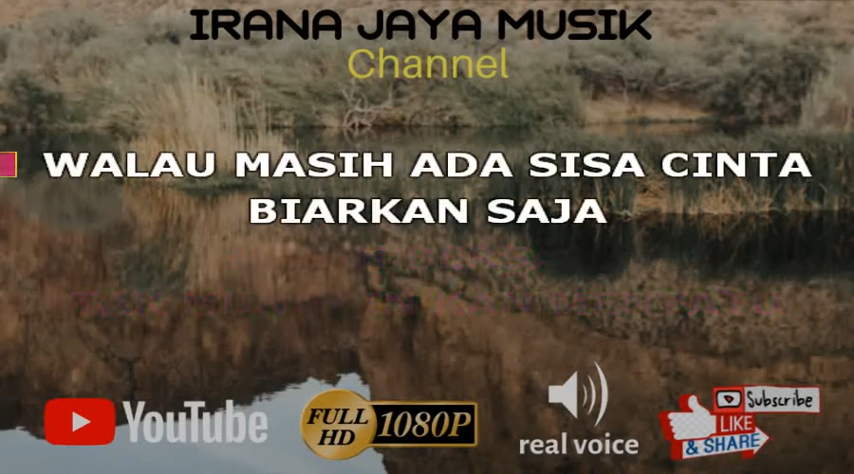 IRANA JAYA MUSIK
Channel
WALAU MASIH ADA SISA CINTA
BIARKAN SAJA
YouTube
FULL HD 1080P
real voice
Subscribe
LIKE
& SHARE